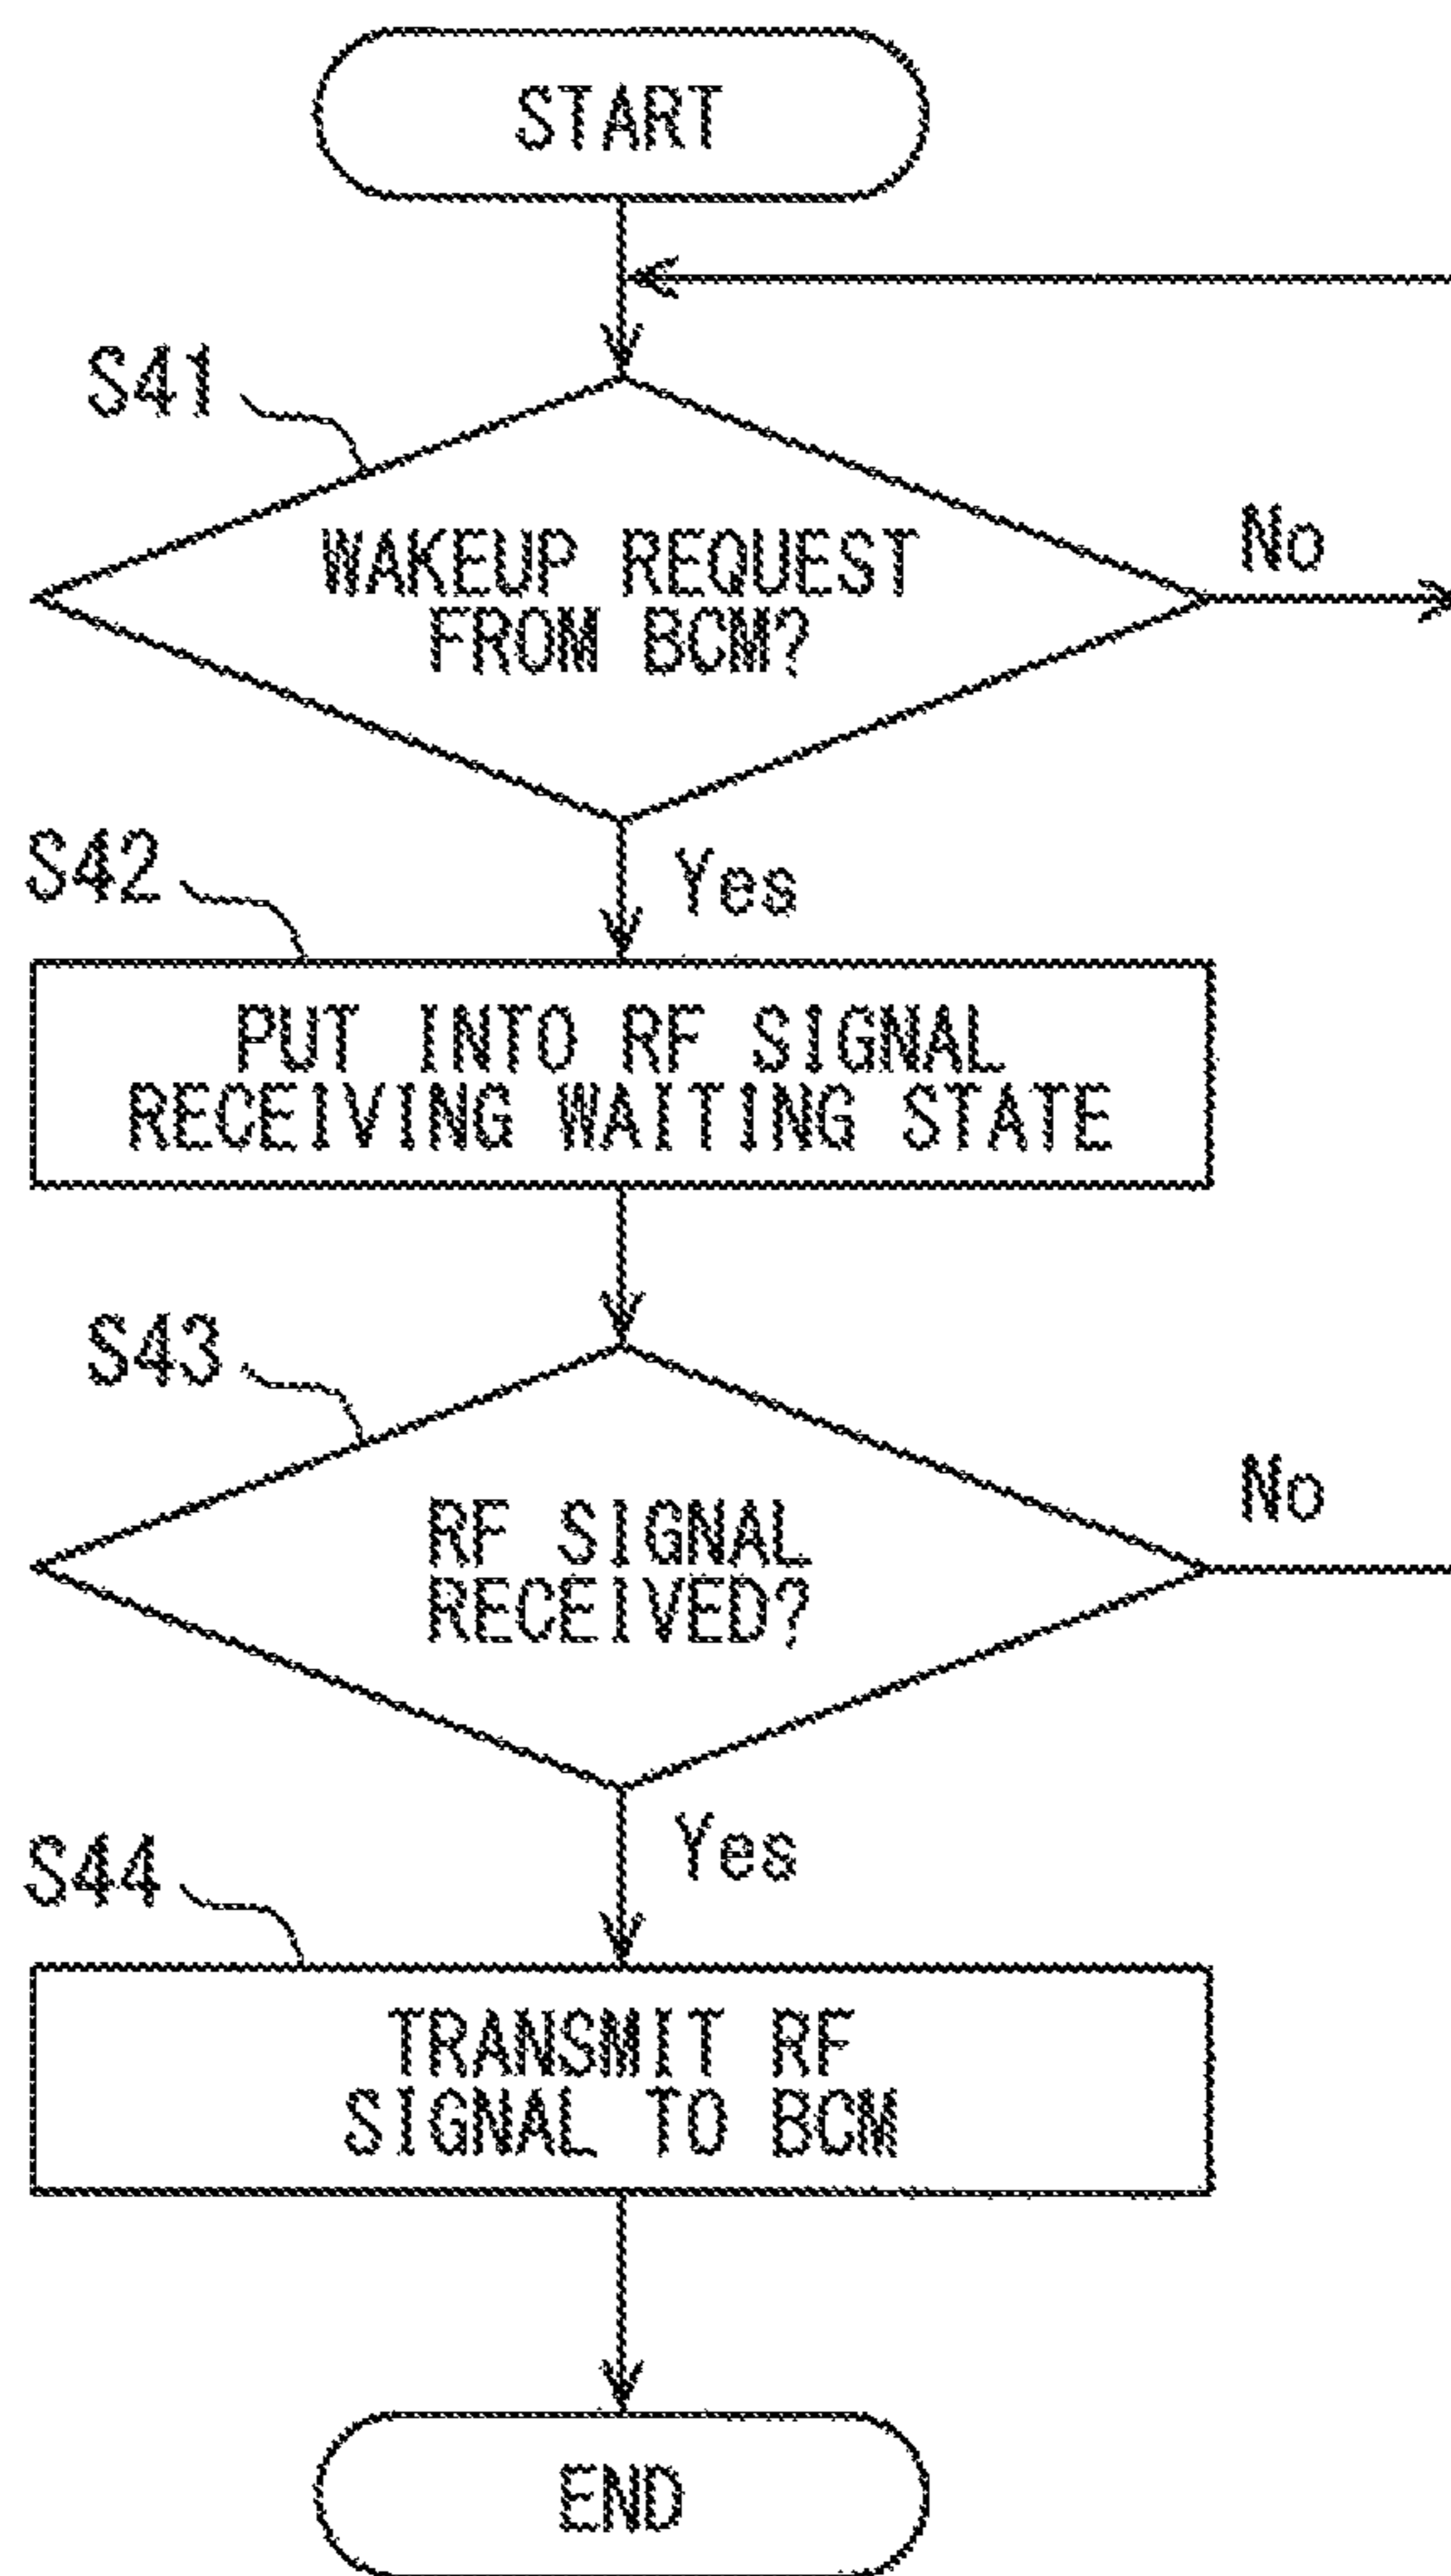 START
S41
WAKEUP REQUEST
FROM BCM?
No
Yes
S42
PUT INTO RF SIGNAL
RECEIVING WAITING STATE
S43
RF SIGNAL
RECEIVED?
No
Yes
S44
TRANSMIT RF
SIGNAL TO BCM
END